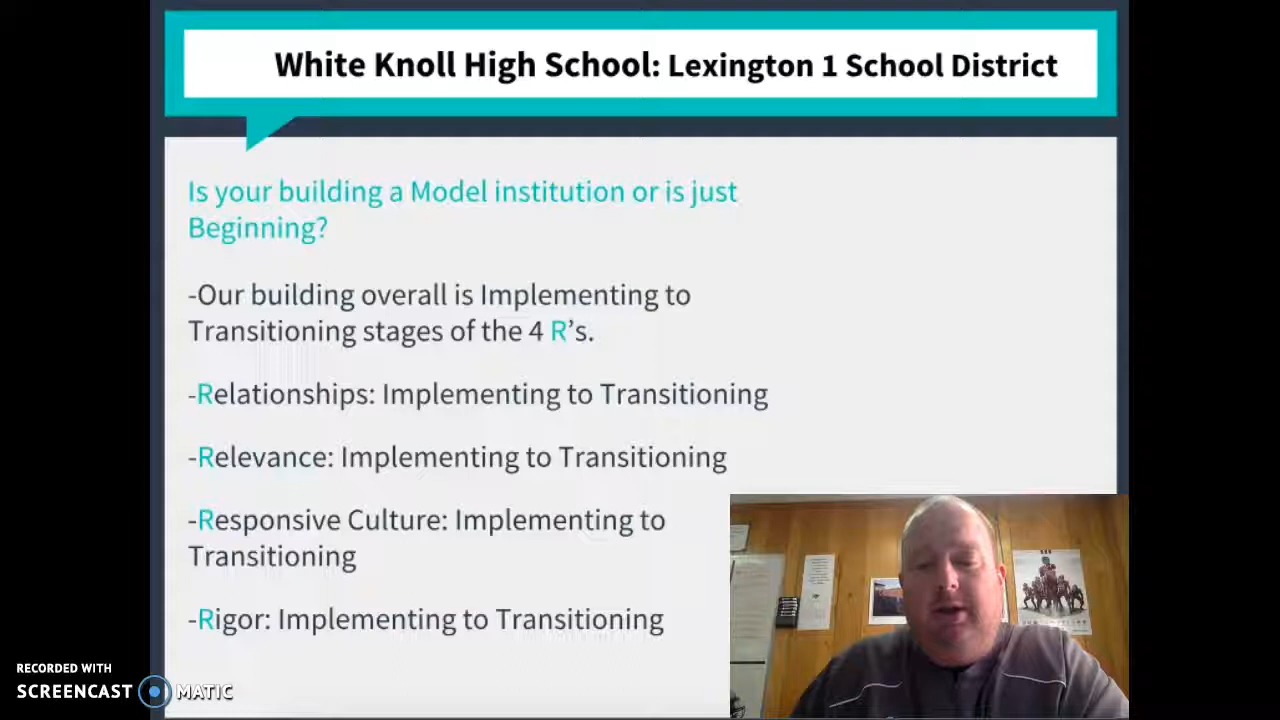 White Knoll High School: Lexington 1 School District
Is your building a Model institution or is just
Beginning?
-Our building overall is Implementing to
Transitioning stages of the 4 R’s.
-Relationships: Implementing to Transitioning
-Relevance: Implementing to Transitioning
-Responsive Culture: Implementing to
Transitioning
-Rigor: Implementing to Transitioning
RECORDED WITH
SCREENCAST MATIC